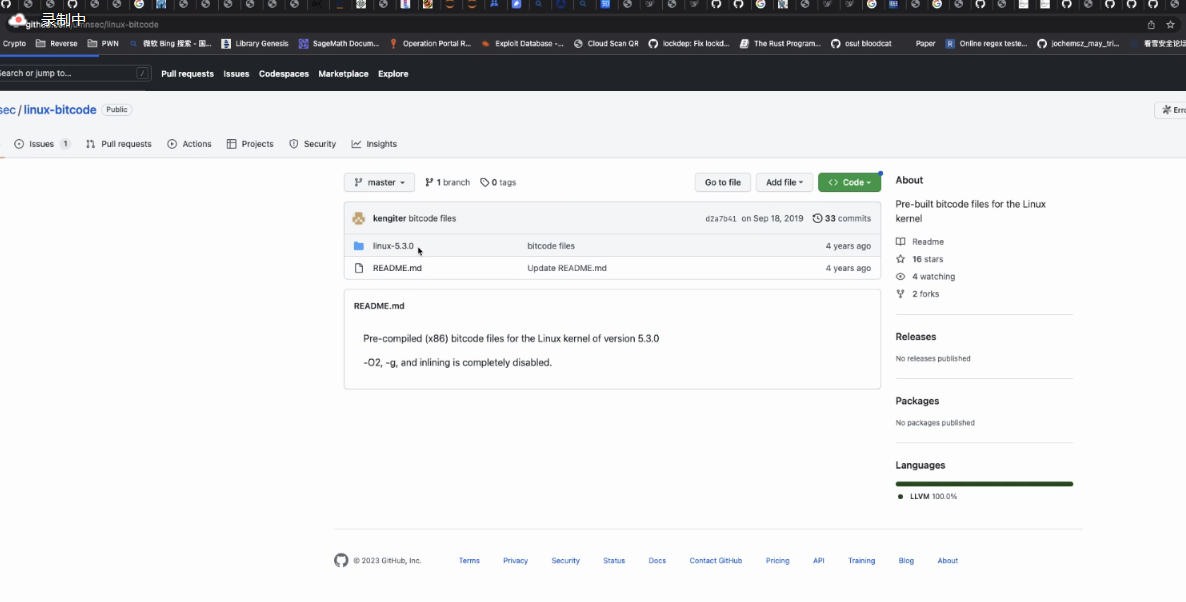 录制中
umnsec/linux-bitcode
Crypto Reverse PWN 微软 Bing 搜索 - 国... Library Genesis SageMath Docum... Operation Portal R... Exploit Database -... Cloud Scan QR lockdep: Fix lockd... The Rust Program... osu! bloodcat Paper Online regex teste... jochemsz_may_tri... 看雪安全论坛
Search or jump to... / Pull requests Issues Codespaces Marketplace Explore
sec / linux-bitcode Public
Issues 1 Pull requests Actions Projects Security Insights
master 1 branch 0 tags Go to file Add file Code
kengiter bitcode files d2a7b41 on Sep 18, 2019 33 commits
linux-5.3.0 bitcode files 4 years ago
README.md Update README.md 4 years ago
README.md
Pre-compiled (x86) bitcode files for the Linux kernel of version 5.3.0
-O2, -g, and inlining is completely disabled.
About
Pre-built bitcode files for the Linux
kernel
Readme
16 stars
4 watching
2 forks
Releases
No releases published
Packages
No packages published
Languages
LLVM 100.0%
© 2023 GitHub, Inc. Terms Privacy Security Status Docs Contact GitHub Pricing API Training Blog About